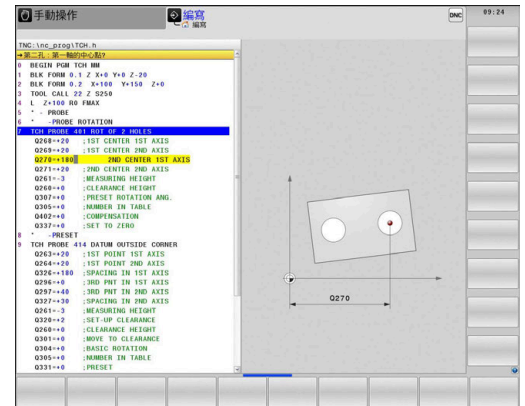 手動操作
編寫
編寫
DNC
09:24
TNC:\nc_prog\TCH.h
→第二孔：第一軸的中心點?
0 BEGIN PGM TCH MM
1 BLK FORM 0.1 Z X+0 Y+0 Z-20
2 BLK FORM 0.2 X+100 Y+150 Z+0
3 TOOL CALL 22 Z S250
4 L Z+100 R0 FMAX
5 * - PROBE
6 * -PROBE ROTATION
7 TCH PROBE 401 ROT OF 2 HOLES
Q268=+20 ;1ST CENTER 1ST AXIS
Q269=+20 ;1ST CENTER 2ND AXIS
Q270=+180 2ND CENTER 1ST AXIS
Q271=+20 ;2ND CENTER 2ND AXIS
Q261=-3 ;MEASURING HEIGHT
Q260=+0 ;CLEARANCE HEIGHT
Q307=+0 ;PRESET ROTATION ANG.
Q305=+0 ;NUMBER IN TABLE
Q402=+0 ;COMPENSATION
Q337=+0 ;SET TO ZERO
8 * -PRESET
9 TCH PROBE 414 DATUM OUTSIDE CORNER
Q263=+20 ;1ST POINT 1ST AXIS
Q264=+20 ;1ST POINT 2ND AXIS
Q326=+180 ;SPACING IN 1ST AXIS
Q296=+0 ;3RD PNT IN 1ST AXIS
Q297=+40 ;3RD PNT IN 2ND AXIS
Q327=+30 ;SPACING IN 2ND AXIS
Q261=-3 ;MEASURING HEIGHT
Q320=+2 ;SET-UP CLEARANCE
Q260=+0 ;CLEARANCE HEIGHT
Q301=+0 ;MOVE TO CLEARANCE
Q304=+0 ;BASIC ROTATION
Q305=+0 ;NUMBER IN TABLE
Q331=+0 ;PRESET
Q270